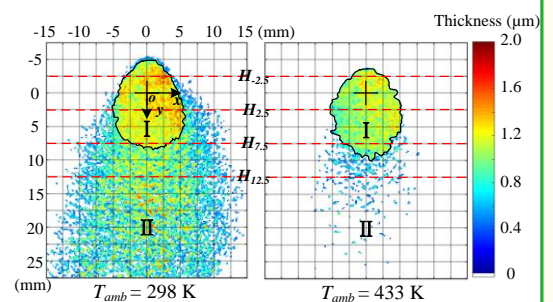 Thickness (μm)
-15 -10 -5 0 5 10 15 (mm)
2.0
-5
H-2.5
0
o x
1.6
y
H2.5
5
I
I
1.2
H7.5
10
H12.5
0.8
15
20
II
II
0.4
25
0
(mm)
Tamb = 298 K
Tamb = 433 K